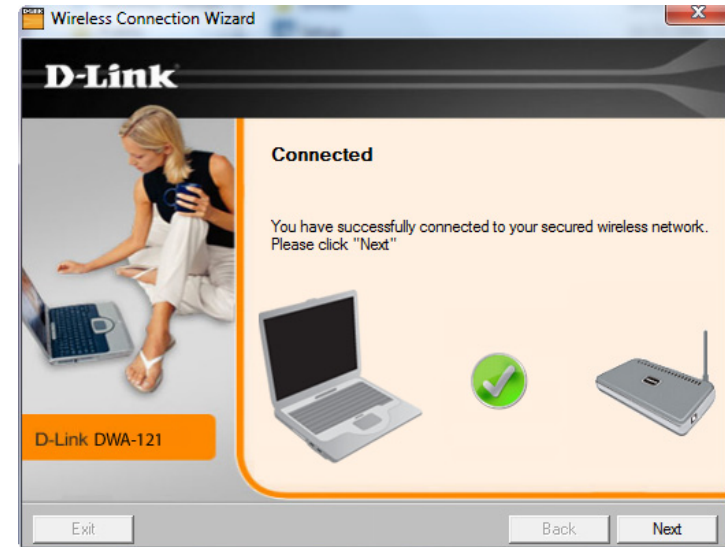 Wireless Connection Wizard
D-Link
Connected
You have successfully connected to your secured wireless network.
Please click "Next"
D-Link DWA-121
Exit
Back
Next